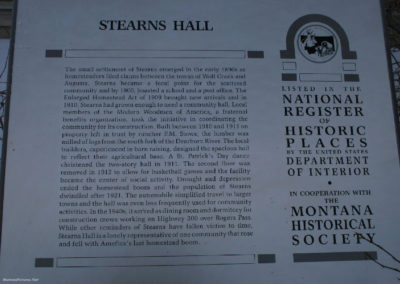 STEARNS HALL
The small settlement of Stearns emerged in the early 1890s as
homesteaders filed claims between the towns of Wolf Creek and
Augusta. Stearns became a focal point for the scattered
community and by 1900, boasted a school and a post office. The
Enlarged Homestead Act of 1909 brought new arrivals and in
1910, Stearns had grown enough to need a community hall. Local
members of the Modern Woodmen of America, a fraternal
benefits organization, took the initiative in coordinating the
community for its construction. Built between 1910 and 1911 on
property left in trust by rancher F.M. the lumber was
milled of logs from the south fork of the Dearborn River. The local
builders, experienced in barn raising, designed the spacious hall
to reflect their agricultural base. A St. Patrick's Day dance
christened the two-story hall in 1911. The second floor was
removed in 1912 to allow for basketball games and the facility
became the center of social activity. Drought and depression
ended the homestead boom and the population of Stearns
dwindled after 1921. The automobile simplified travel to larger
towns and the hall was even less frequently used for community
activities. In the 1940s, it served as dining room and dormitory for
construction crews working on Highway 200 over Rogers Pass.
While other reminders of Stearns have fallen victim to time,
Stearns Hall is a lonely representative of one community that rose
and fell with America's last homestead boom.
LISTED IN THE
NATIONAL
REGISTER
OF
HISTORIC
PLACES
BY THE UNITED STATES
DEPARTMENT
OF INTERIOR
•
IN COOPERATION WITH
THE
MONTANA
HISTORICAL
SOCIETY